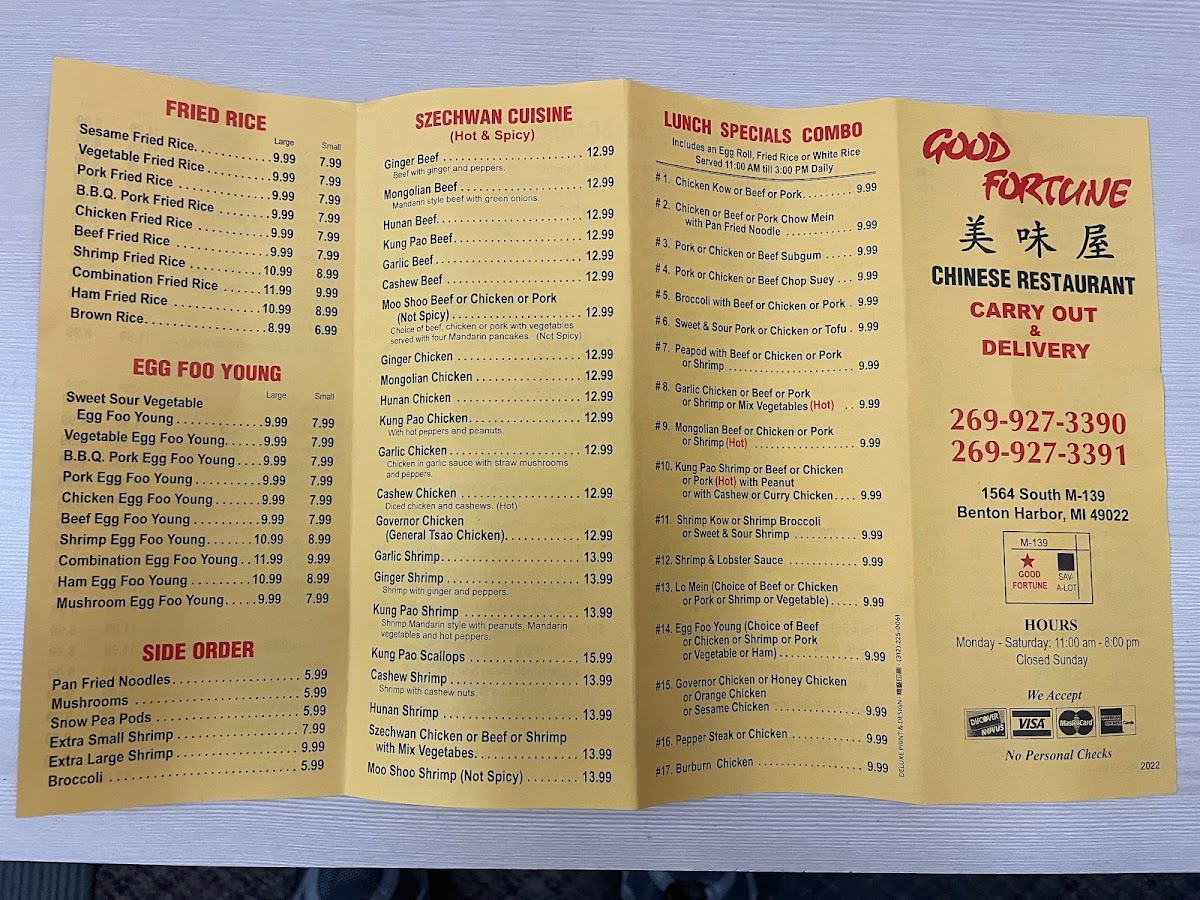 FRIED RICE
Large Small
Sesame Fried Rice. . . . . . . . . . . . 9.99 7.99
Vegetable Fried Rice . . . . . . . . . . 9.99 7.99
Pork Fried Rice . . . . . . . . . . . . . . 9.99 7.99
B.B.Q. Pork Fried Rice . . . . . . . . 9.99 7.99
Chicken Fried Rice . . . . . . . . . . . 9.99 7.99
Beef Fried Rice . . . . . . . . . . . . . . 9.99 7.99
Shrimp Fried Rice . . . . . . . . . . . 10.99 8.99
Combination Fried Rice . . . . . . . 11.99 9.99
Ham Fried Rice . . . . . . . . . . . . . 10.99 8.99
Brown Rice. . . . . . . . . . . . . . . . . . 8.99 6.99
EGG FOO YOUNG
Large Small
Sweet Sour Vegetable
Egg Foo Young . . . . . . . . . . . . . 9.99 7.99
Vegetable Egg Foo Young. . . . . 9.99 7.99
B.B.Q. Pork Egg Foo Young . . . . 9.99 7.99
Pork Egg Foo Young . . . . . . . . . . 9.99 7.99
Chicken Egg Foo Young . . . . . . . 9.99 7.99
Beef Egg Foo Young . . . . . . . . . . 9.99 7.99
Shrimp Egg Foo Young. . . . . . . 10.99 8.99
Combination Egg Foo Young . . 11.99 9.99
Ham Egg Foo Young . . . . . . . . . 10.99 8.99
Mushroom Egg Foo Young. . . . . 9.99 7.99
SIDE ORDER
Pan Fried Noodles. . . . . . . . . . . . . . . . . 5.99
Mushrooms . . . . . . . . . . . . . . . . . . . . . 5.99
Snow Pea Pods . . . . . . . . . . . . . . . . . . 5.99
Extra Small Shrimp . . . . . . . . . . . . . . . 7.99
Extra Large Shrimp . . . . . . . . . . . . . . . 9.99
Broccoli . . . . . . . . . . . . . . . . . . . . . . . . 5.99
SZECHWAN CUISINE
(Hot & Spicy)
Ginger Beef . . . . . . . . . . . . . . . . . . . . 12.99
Beef with ginger and peppers.
Mongolian Beef . . . . . . . . . . . . . . . . . 12.99
Mandarin style beef with green onions.
Hunan Beef. . . . . . . . . . . . . . . . . . . . . 12.99
Kung Pao Beef. . . . . . . . . . . . . . . . . . 12.99
Garlic Beef . . . . . . . . . . . . . . . . . . . . . 12.99
Cashew Beef . . . . . . . . . . . . . . . . . . . 12.99
Moo Shoo Beef or Chicken or Pork
(Not Spicy) . . . . . . . . . . . . . . . . . . . 12.99
Choice of beef, chicken or pork with vegetables
served with four Mandarin pancakes. (Not Spicy)
Ginger Chicken . . . . . . . . . . . . . . . . . 12.99
Mongolian Chicken . . . . . . . . . . . . . . 12.99
Hunan Chicken . . . . . . . . . . . . . . . . . 12.99
Kung Pao Chicken. . . . . . . . . . . . . . . 12.99
With hot peppers and peanuts.
Garlic Chicken . . . . . . . . . . . . . . . . . . 12.99
Chicken in garlic sauce with straw mushrooms
and peppers.
Cashew Chicken . . . . . . . . . . . . . . . . 12.99
Diced chicken and cashews. (Hot)
Governor Chicken
(General Tsao Chicken). . . . . . . . . . . 12.99
Garlic Shrimp. . . . . . . . . . . . . . . . . . . 13.99
Ginger Shrimp . . . . . . . . . . . . . . . . . . 13.99
Shrimp with ginger and peppers.
Kung Pao Shrimp . . . . . . . . . . . . . . . 13.99
Shrimp Mandarin style with peanuts, Mandarin
vegetables and hot peppers.
Kung Pao Scallops . . . . . . . . . . . . . . 15.99
Cashew Shrimp . . . . . . . . . . . . . . . . . 13.99
Shrimp with cashew nuts.
Hunan Shrimp . . . . . . . . . . . . . . . . . . 13.99
Szechwan Chicken or Beef or Shrimp
with Mix Vegetabes. . . . . . . . . . . . . . 13.99
Moo Shoo Shrimp (Not Spicy) . . . . . . . . 13.99
LUNCH SPECIALS COMBO
Includes an Egg Roll, Fried Rice or White Rice
Served 11:00 AM till 3:00 PM Daily
# 1. Chicken Kow or Beef or Pork. . . . . . . . 9.99
# 2. Chicken or Beef or Pork Chow Mein
with Pan Fried Noodle . . . . . . . . . . . . 9.99
# 3. Pork or Chicken or Beef Subgum . . . . . 9.99
# 4. Pork or Chicken or Beef Chop Suey . . . 9.99
# 5. Broccoli with Beef or Chicken or Pork . 9.99
# 6. Sweet & Sour Pork or Chicken or Tofu . 9.99
# 7. Peapod with Beef or Chicken or Pork
or Shrimp . . . . . . . . . . . . . . . . . . . . . 9.99
# 8. Garlic Chicken or Beef or Pork
or Shrimp or Mix Vegetables (Hot) . . 9.99
# 9. Mongolian Beef or Chicken or Pork
or Shrimp (Hot) . . . . . . . . . . . . . . . . . 9.99
#10. Kung Pao Shrimp or Beef or Chicken
or Pork (Hot) with Peanut
or with Cashew or Curry Chicken. . . . 9.99
#11. Shrimp Kow or Shrimp Broccoli
or Sweet & Sour Shrimp . . . . . . . . . . 9.99
#12. Shrimp & Lobster Sauce . . . . . . . . . . . 9.99
#13. Lo Mein (Choice of Beef or Chicken
or Pork or Shrimp or Vegetable). . . . . 9.99
#14. Egg Foo Young (Choice of Beef
or Chicken or Shrimp or Pork
or Vegetable or Ham) . . . . . . . . . . . . . 9.99
#15. Governor Chicken or Honey Chicken
or Orange Chicken
or Sesame Chicken . . . . . . . . . . . . . . 9.99
#16. Pepper Steak or Chicken . . . . . . . . . . . 9.99
#17. Burburn Chicken . . . . . . . . . . . . . . . . 9.99
DELUXE PRINT & DESIGN (312) 225-0061
GOOD
FORTUNE
美味屋
CHINESE RESTAURANT
CARRY OUT
&
DELIVERY
269-927-3390
269-927-3391
1564 South M-139
Benton Harbor, MI 49022
M-139
GOOD
FORTUNE
SAV-
A-LOT
HOURS
Monday - Saturday: 11:00 am - 8:00 pm
Closed Sunday
We Accept
DISCOVER
NOVUS
VISA
MasterCard
AMERICAN EXPRESS Cards
No Personal Checks
2022